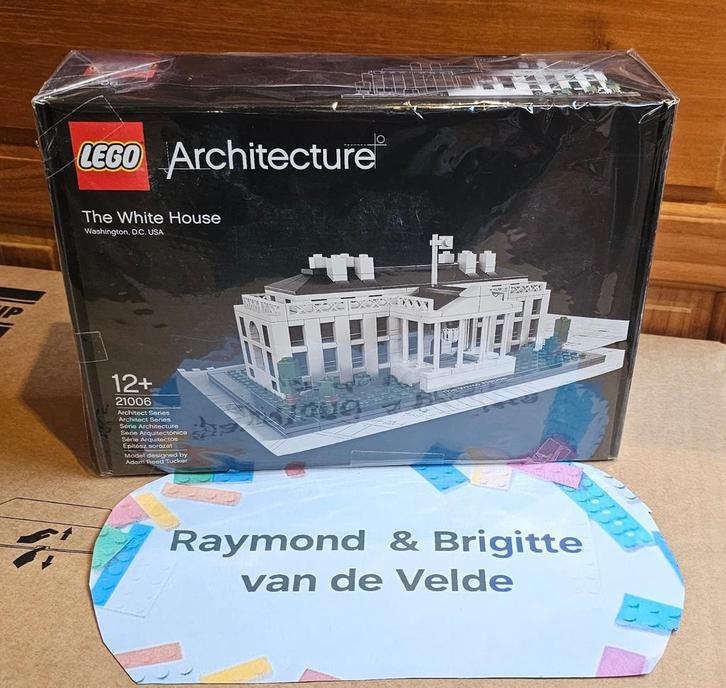 LEGO Architecture
The White House
Washington, D.C. USA
12+
21006
Architect Series
Architect Series
Série Architecture
Serie Arquitectónica
Série Arquitectos
Építész sorozat
Model designed by
Adam Reed Tucker
UP
Raymond & Brigitte
van de Velde